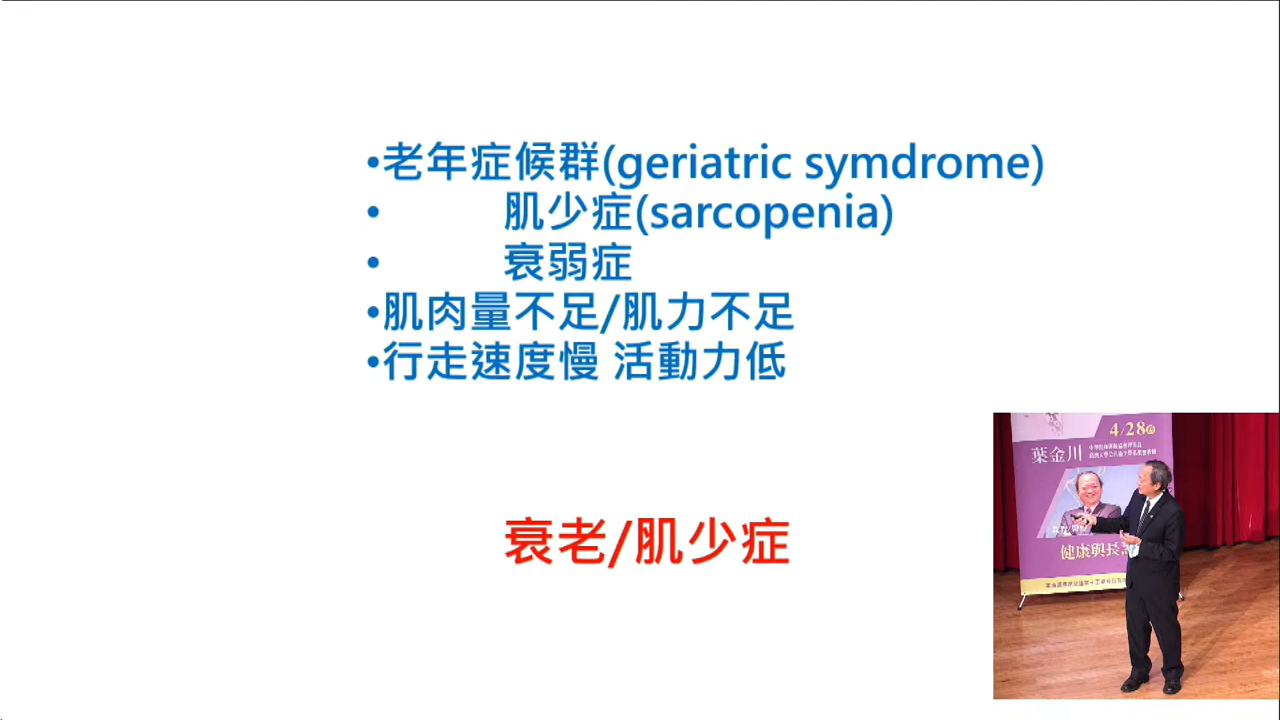 •老年症候群(geriatric symdrome)
• 肌少症(sarcopenia)
• 衰弱症
•肌肉量不足/肌力不足
•行走速度慢 活動力低
衰老/肌少症
4/28
葉金川
健康與長